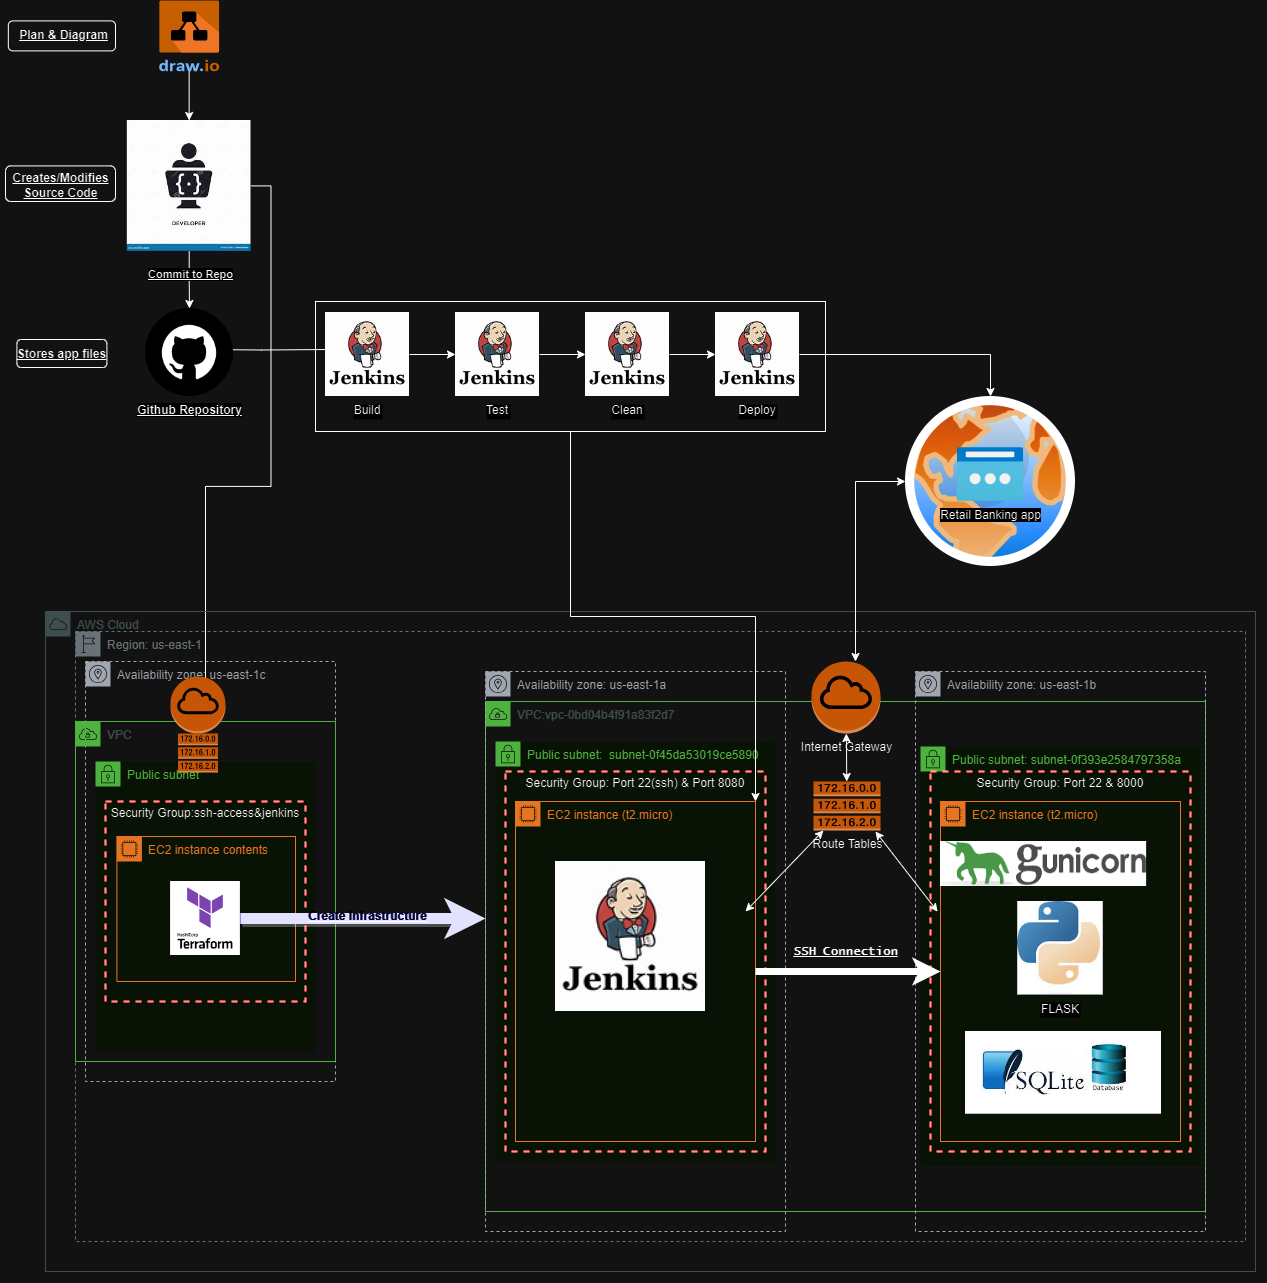 Plan & Diagram
draw.io
Creates/Modifies
Source Code
DEVELOPER
Commit to Repo
Stores app files
Github Repository
Jenkins
Build
Jenkins
Test
Jenkins
Clean
Jenkins
Deploy
Retail Banking app
AWS Cloud
Region: us-east-1
Availability zone: us-east-1c
VPC
172.16.0.0
172.16.1.0
172.16.2.0
Public subnet
Security Group:ssh-access&jenkins
EC2 instance contents
HashiCorp
Terraform
Create Infrastructure
Availability zone: us-east-1a
VPC:vpc-0bd04b4f91a83f2d7
Public subnet: subnet-0f45da53019ce5890
Security Group: Port 22(ssh) & Port 8080
EC2 instance (t2.micro)
Jenkins
Internet Gateway
172.16.0.0
172.16.1.0
172.16.2.0
Route Tables
SSH Connection
Availability zone: us-east-1b
Public subnet: subnet-0f393e2584797358a
Security Group: Port 22 & 8000
EC2 instance (t2.micro)
gunicorn
FLASK
SQLite
Database